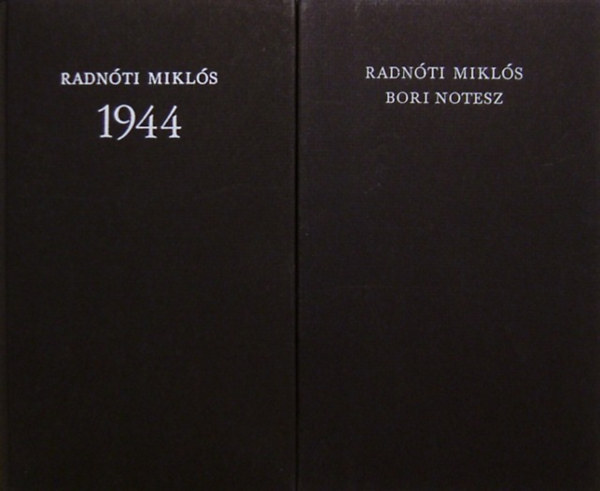 RADNÓTI MIKLÓS
1944
RADNÓTI MIKLÓS
BORI NOTESZ